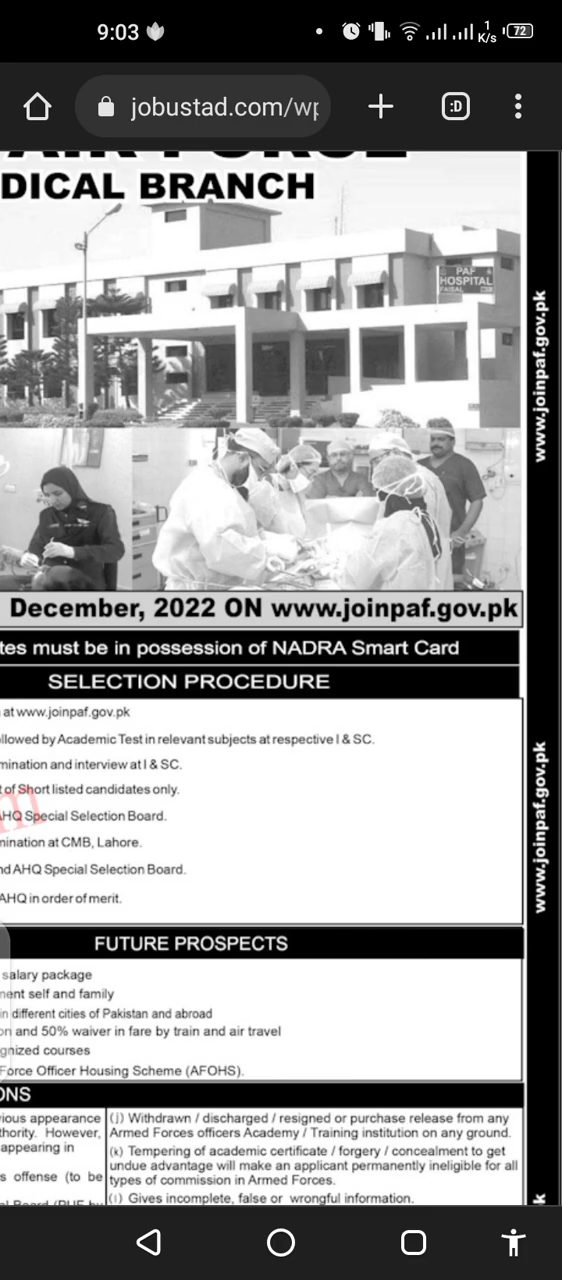 9:03
1
K/s
72
jobustad.com/wp
:D
AIR FORCE
DICAL BRANCH
PAF
HOSPITAL
FAISAL
www.joinpaf.gov.pk
December, 2022 ON www.joinpaf.gov.pk
tes must be in possession of NADRA Smart Card
SELECTION PROCEDURE
at www.joinpaf.gov.pk
llowed by Academic Test in relevant subjects at respective I & SC.
mination and interview at I & SC.
t of Short listed candidates only.
AHQ Special Selection Board.
mination at CMB, Lahore.
nd AHQ Special Selection Board.
AHQ in order of merit.
m
www.joinpaf.gov.pk
FUTURE PROSPECTS
salary package
ment self and family
in different cities of Pakistan and abroad
on and 50% waiver in fare by train and air travel
gnized courses
Force Officer Housing Scheme (AFOHS).
ONS
vious appearance
thority. However,
appearing in
s offense (to be
(j) Withdrawn / discharged / resigned or purchase release from any
Armed Forces officers Academy / Training institution on any ground.
(k) Tempering of academic certificate / forgery / concealment to get
undue advantage will make an applicant permanently ineligible for all
types of commission in Armed Forces.
(l) Gives incomplete, false or wrongful information.
k